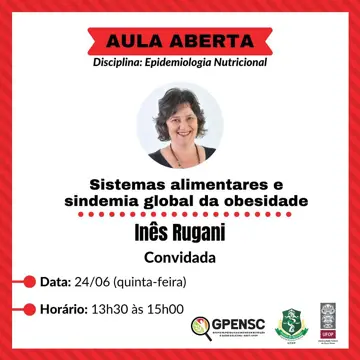 AULA ABERTA
Disciplina: Epidemiologia Nutricional
Sistemas alimentares e
sindemia global da obesidade
Inês Rugani
Convidada
Data: 24/06 (quinta-feira)
Horário: 13h30 às 15h00
GPENSC
UFOP